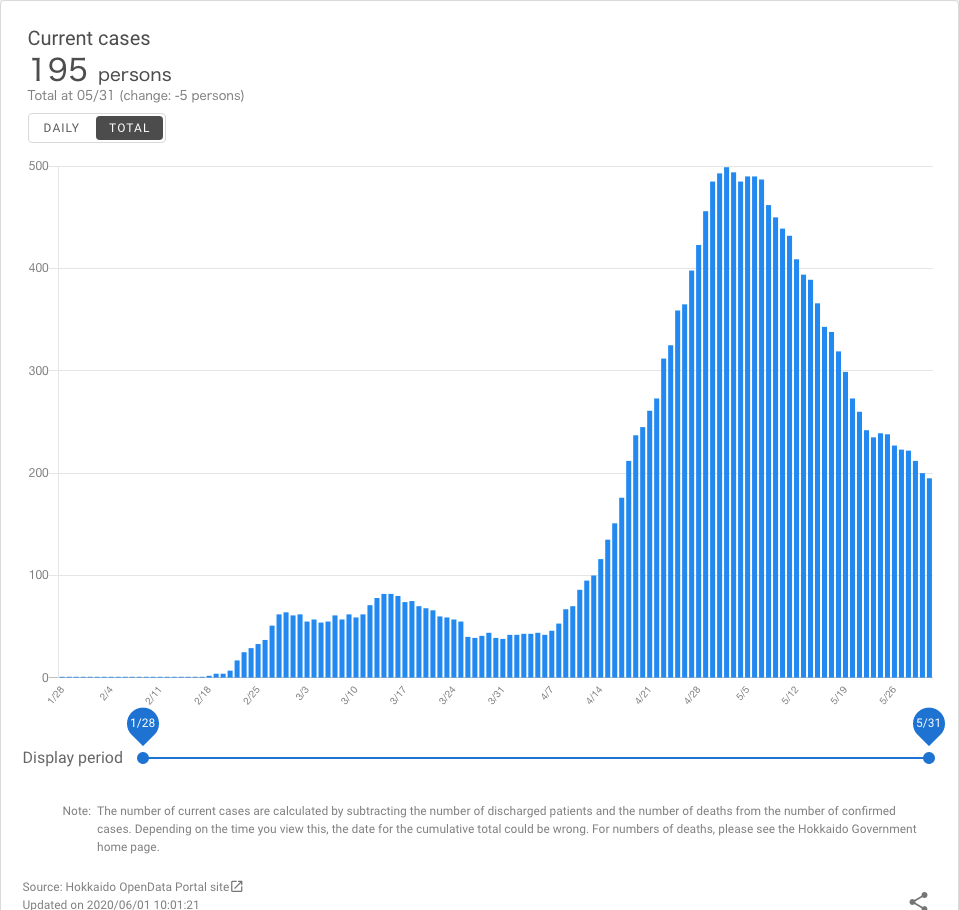 Current cases
195 persons
Total at 05/31 (change: -5 persons)
DAILY TOTAL
500
400
300
200
100
0
1/28 2/4 2/11 2/18 2/25 3/3 3/10 3/17 3/24 3/31 4/7 4/14 4/21 4/28 5/5 5/12 5/19 5/26
1/28 5/31
Display period
Note: The number of current cases are calculated by subtracting the number of discharged patients and the number of deaths from the number of confirmed
cases. Depending on the time you view this, the date for the cumulative total could be wrong. For numbers of deaths, please see the Hokkaido Government
home page.
Source: Hokkaido OpenData Portal site
Updated on 2020/06/01 10:01:21